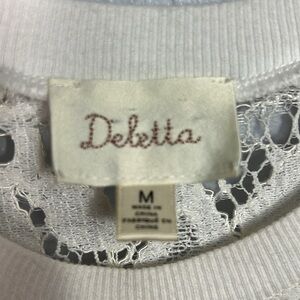 Deletta
M
MADE IN
CHINA
FABRIQUÉ EN
CHINE